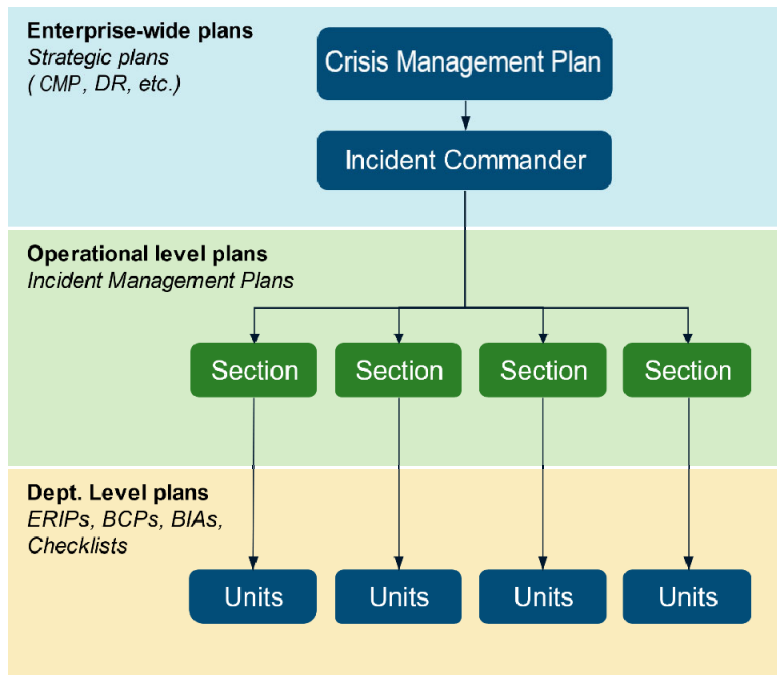 Enterprise-wide plans
Strategic plans
( CMP, DR, etc.)
Crisis Management Plan
Incident Commander
Operational level plans
Incident Management Plans
Section
Section
Section
Section
Dept. Level plans
ERIPs, BCPs, BIAs,
Checklists
Units
Units
Units
Units